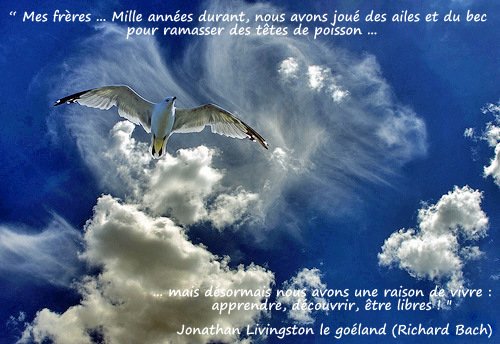 “ Mes frères ... Mille années durant, nous avons joué des ailes et du bec
pour ramasser des têtes de poisson ...
... mais désormais nous avons une raison de vivre :
apprendre, découvrir, être libres ! "
Jonathan Livingston le goéland (Richard Bach)